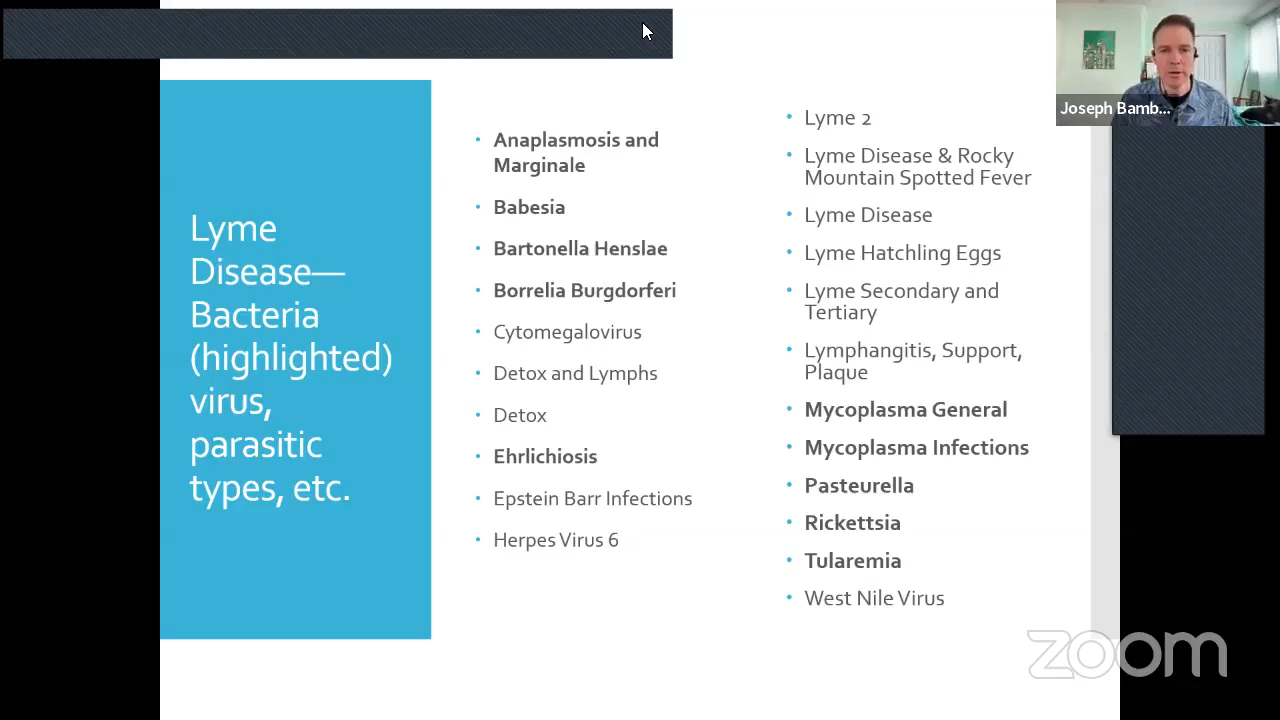 Lyme
Disease—
Bacteria
(highlighted)
virus,
parasitic
types, etc.
Anaplasmosis and
Marginale
Babesia
Bartonella Henslae
Borrelia Burgdorferi
Cytomegalovirus
Detox and Lymphs
Detox
Ehrlichiosis
Epstein Barr Infections
Herpes Virus 6
Lyme 2
Lyme Disease & Rocky
Mountain Spotted Fever
Lyme Disease
Lyme Hatchling Eggs
Lyme Secondary and
Tertiary
Lymphangitis, Support,
Plaque
Mycoplasma General
Mycoplasma Infections
Pasteurella
Rickettsia
Tularemia
West Nile Virus
Joseph Bamb...
zoom